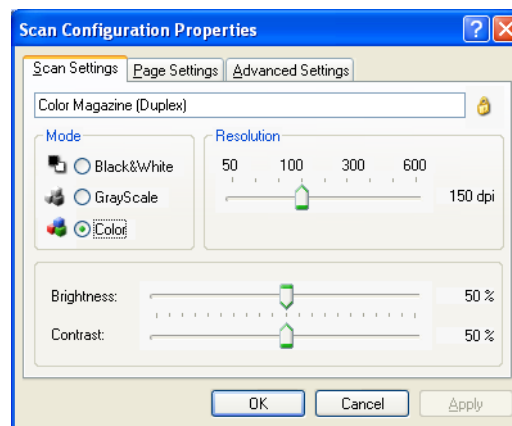 Scan Configuration Properties
Scan Settings Page Settings Advanced Settings
Color Magazine (Duplex)
Mode
Black&White
GrayScale
Color
Resolution
50 100 300 600
150 dpi
Brightness: 50 %
Contrast: 50 %
OK Cancel Apply